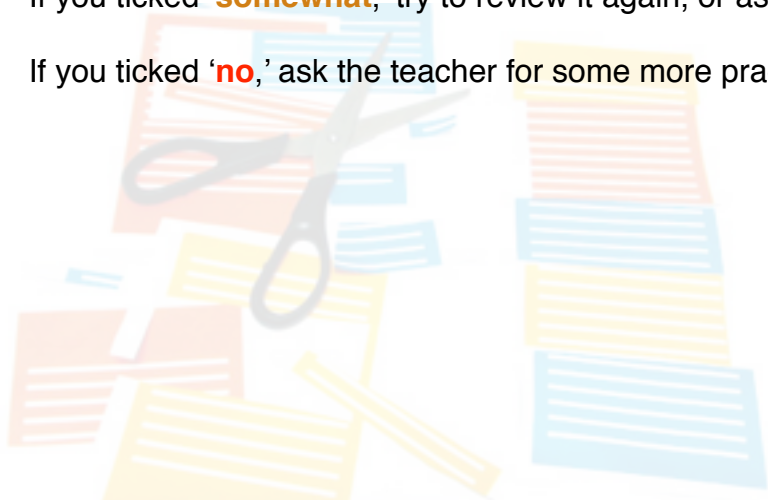 If you ticked ‘somewhat,’ try to review it again, or as
If you ticked ‘no,’ ask the teacher for some more pra